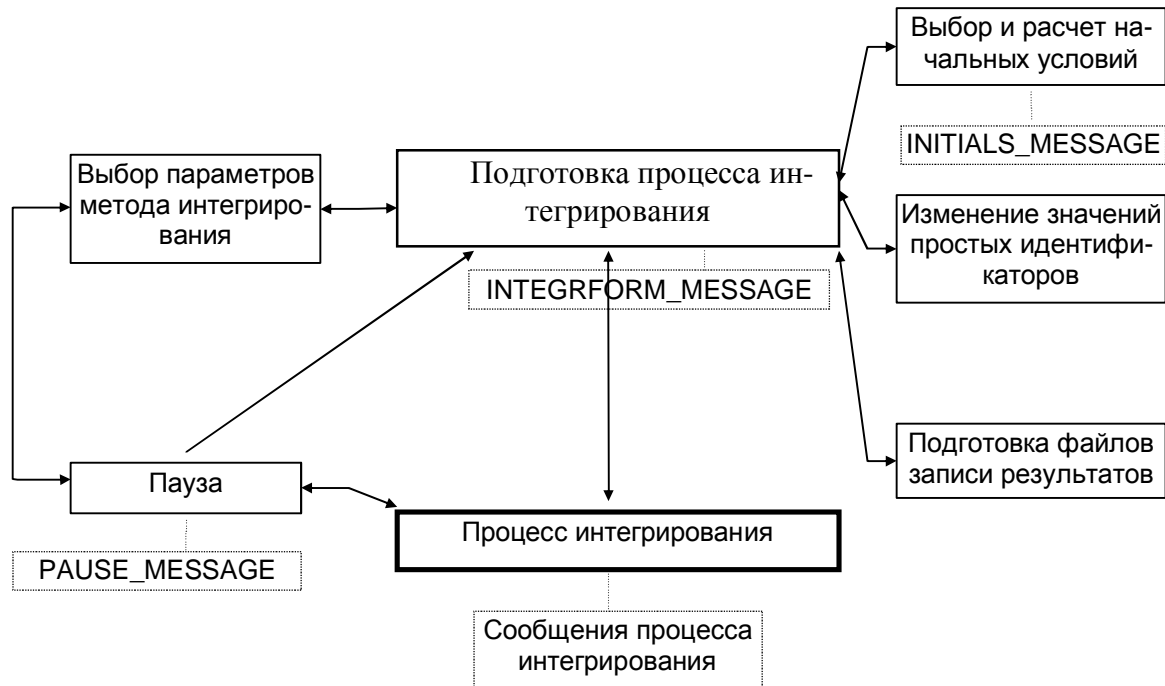 Выбор и расчет на-
чальных условий
INITIALS_MESSAGE
Выбор параметров
метода интегриро-
вания
Подготовка процесса ин-
тегрирования
INTEGRFORM_MESSAGE
Изменение значений
простых идентифи-
каторов
Подготовка файлов
записи результатов
Пауза
PAUSE_MESSAGE
Процесс интегрирования
Сообщения процесса
интегрирования